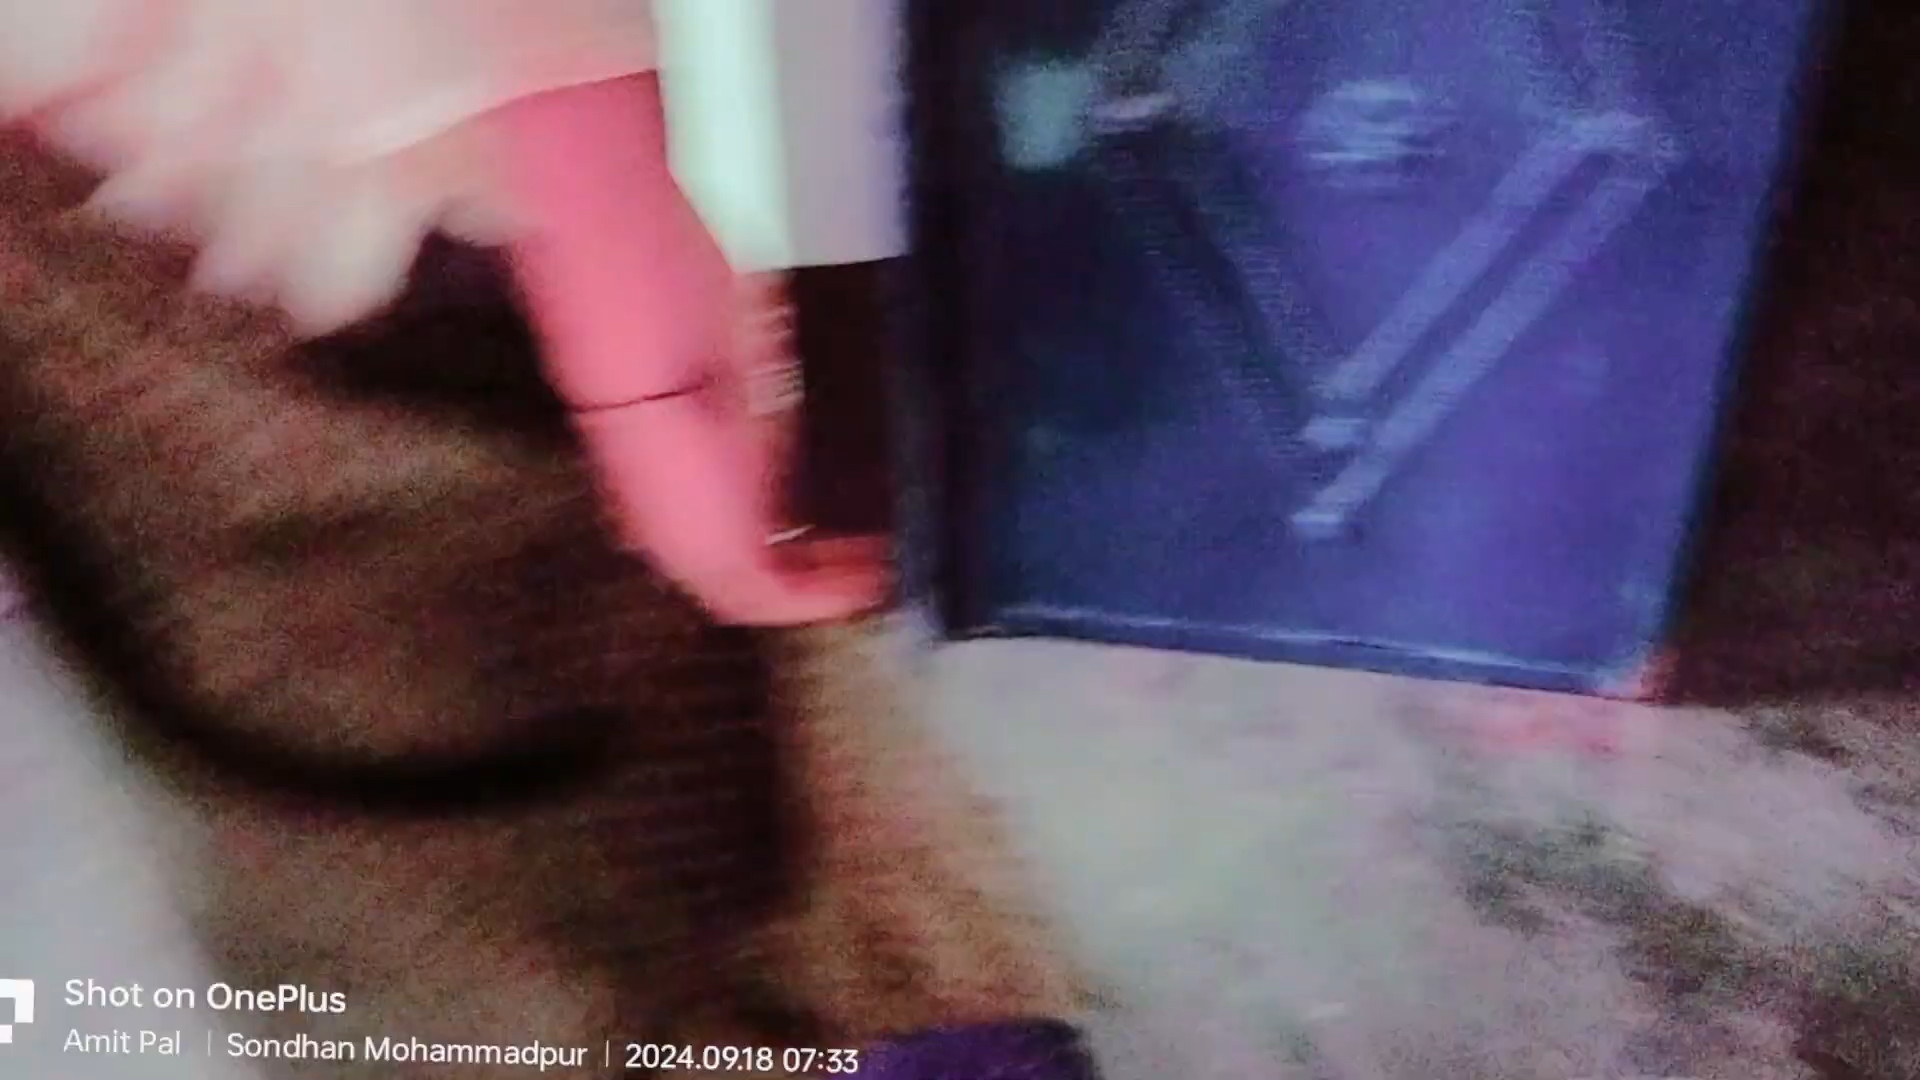 Shot on OnePlus
Amit Pal | Sondhan Mohammadpur | 2024.09.18 07:33